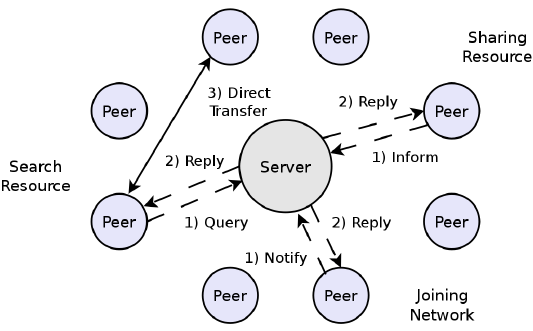 Peer
Peer
Sharing
Resource
3) Direct
Transfer
2) Reply
Peer
Peer
1) Inform
Server
2) Reply
Search
Resource
Peer
1) Query
2) Reply
Peer
1) Notify
Peer
Peer
Joining
Network